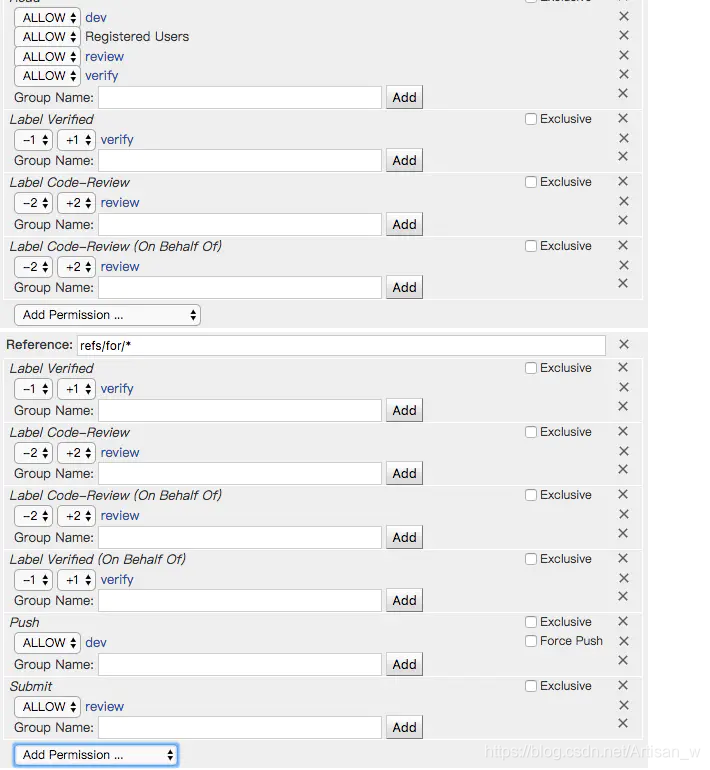 Read Exclusive
ALLOW dev
ALLOW Registered Users
ALLOW review
ALLOW verify
Group Name: Add
Label Verified Exclusive
−1 +1 verify
Group Name: Add
Label Code−Review Exclusive
−2 +2 review
Group Name: Add
Label Code−Review (On Behalf Of) Exclusive
−2 +2 review
Group Name: Add
Add Permission ...
Reference: refs/for/*
Label Verified Exclusive
−1 +1 verify
Group Name: Add
Label Code−Review Exclusive
−2 +2 review
Group Name: Add
Label Code−Review (On Behalf Of) Exclusive
−2 +2 review
Group Name: Add
Label Verified (On Behalf Of) Exclusive
−1 +1 verify
Group Name: Add
Push Exclusive
ALLOW dev Force Push
Group Name: Add
Submit Exclusive
ALLOW review
Group Name: Add
Add Permission ...
https://blog.csdn.net/Artisan_w